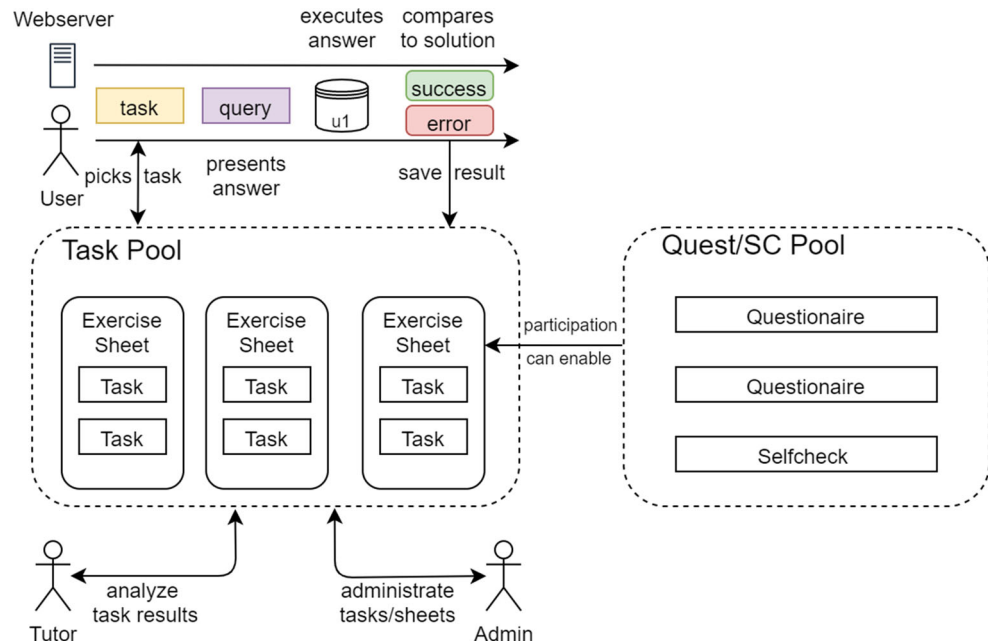 Webserver
executes
answer
compares
to solution
task
query
u1
success
error
User
picks task
presents
answer
save result
Task Pool
Quest/SC Pool
Exercise
Sheet
Task
Task
Exercise
Sheet
Task
Task
Exercise
Sheet
Task
Task
participation
can enable
Questionaire
Questionaire
Selfcheck
analyze
task results
administrate
tasks/sheets
Tutor
Admin